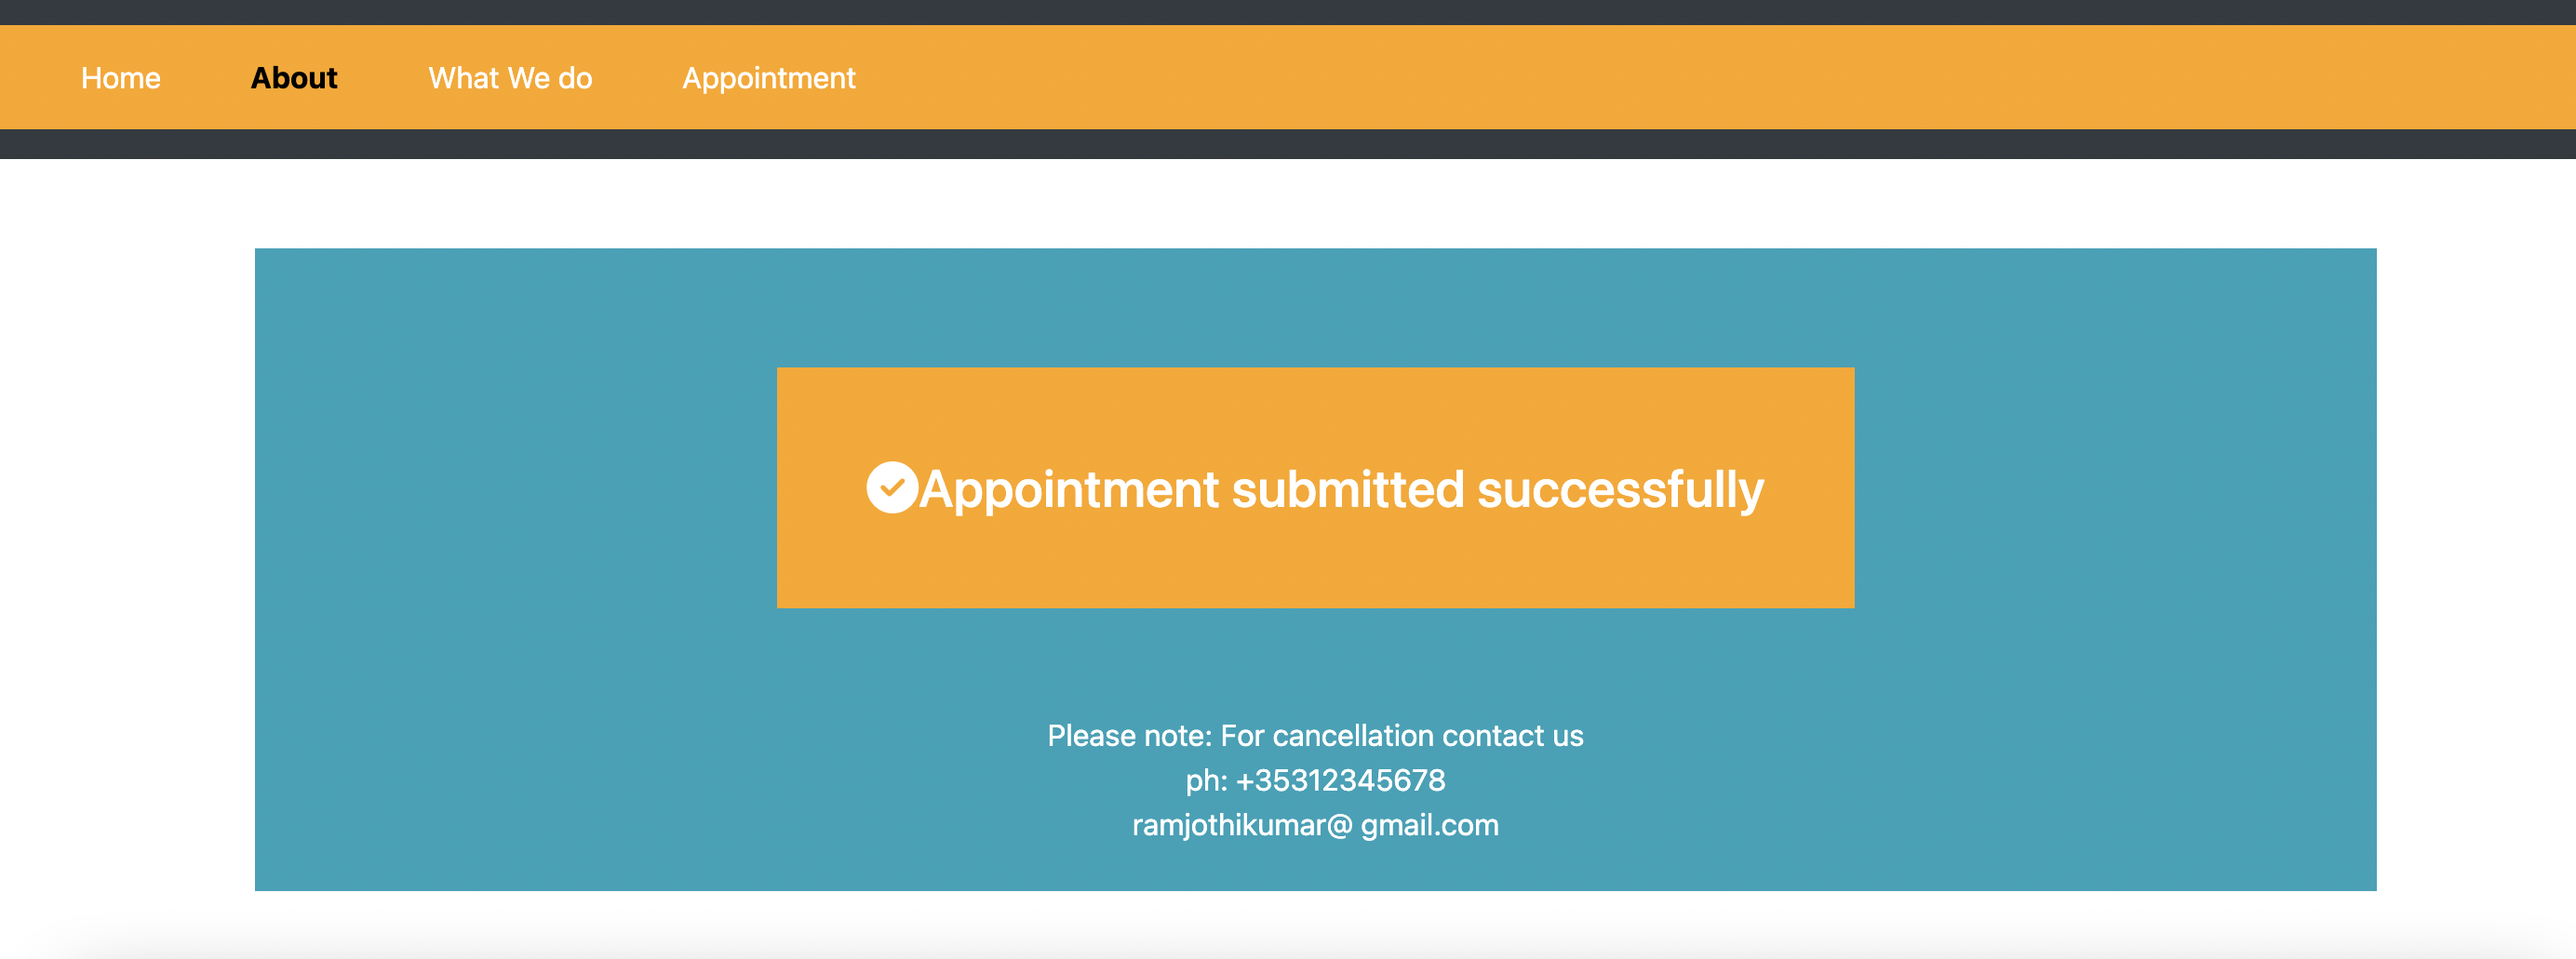 Home About What We do Appointment
Appointment submitted successfully
Please note: For cancellation contact us
ph: +35312345678
ramjothikumar@ gmail.com